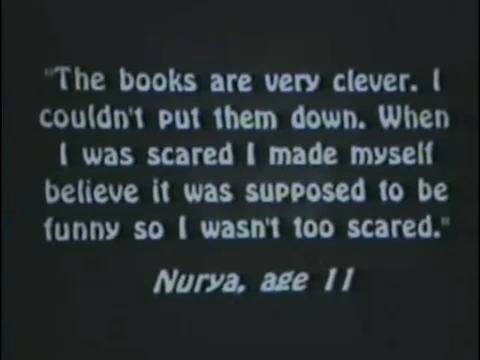 "The books are very clever. I
couldn't put them down. When
I was scared I made myself
believe it was supposed to be
funny so I wasn't too scared."
Nurya, age 11